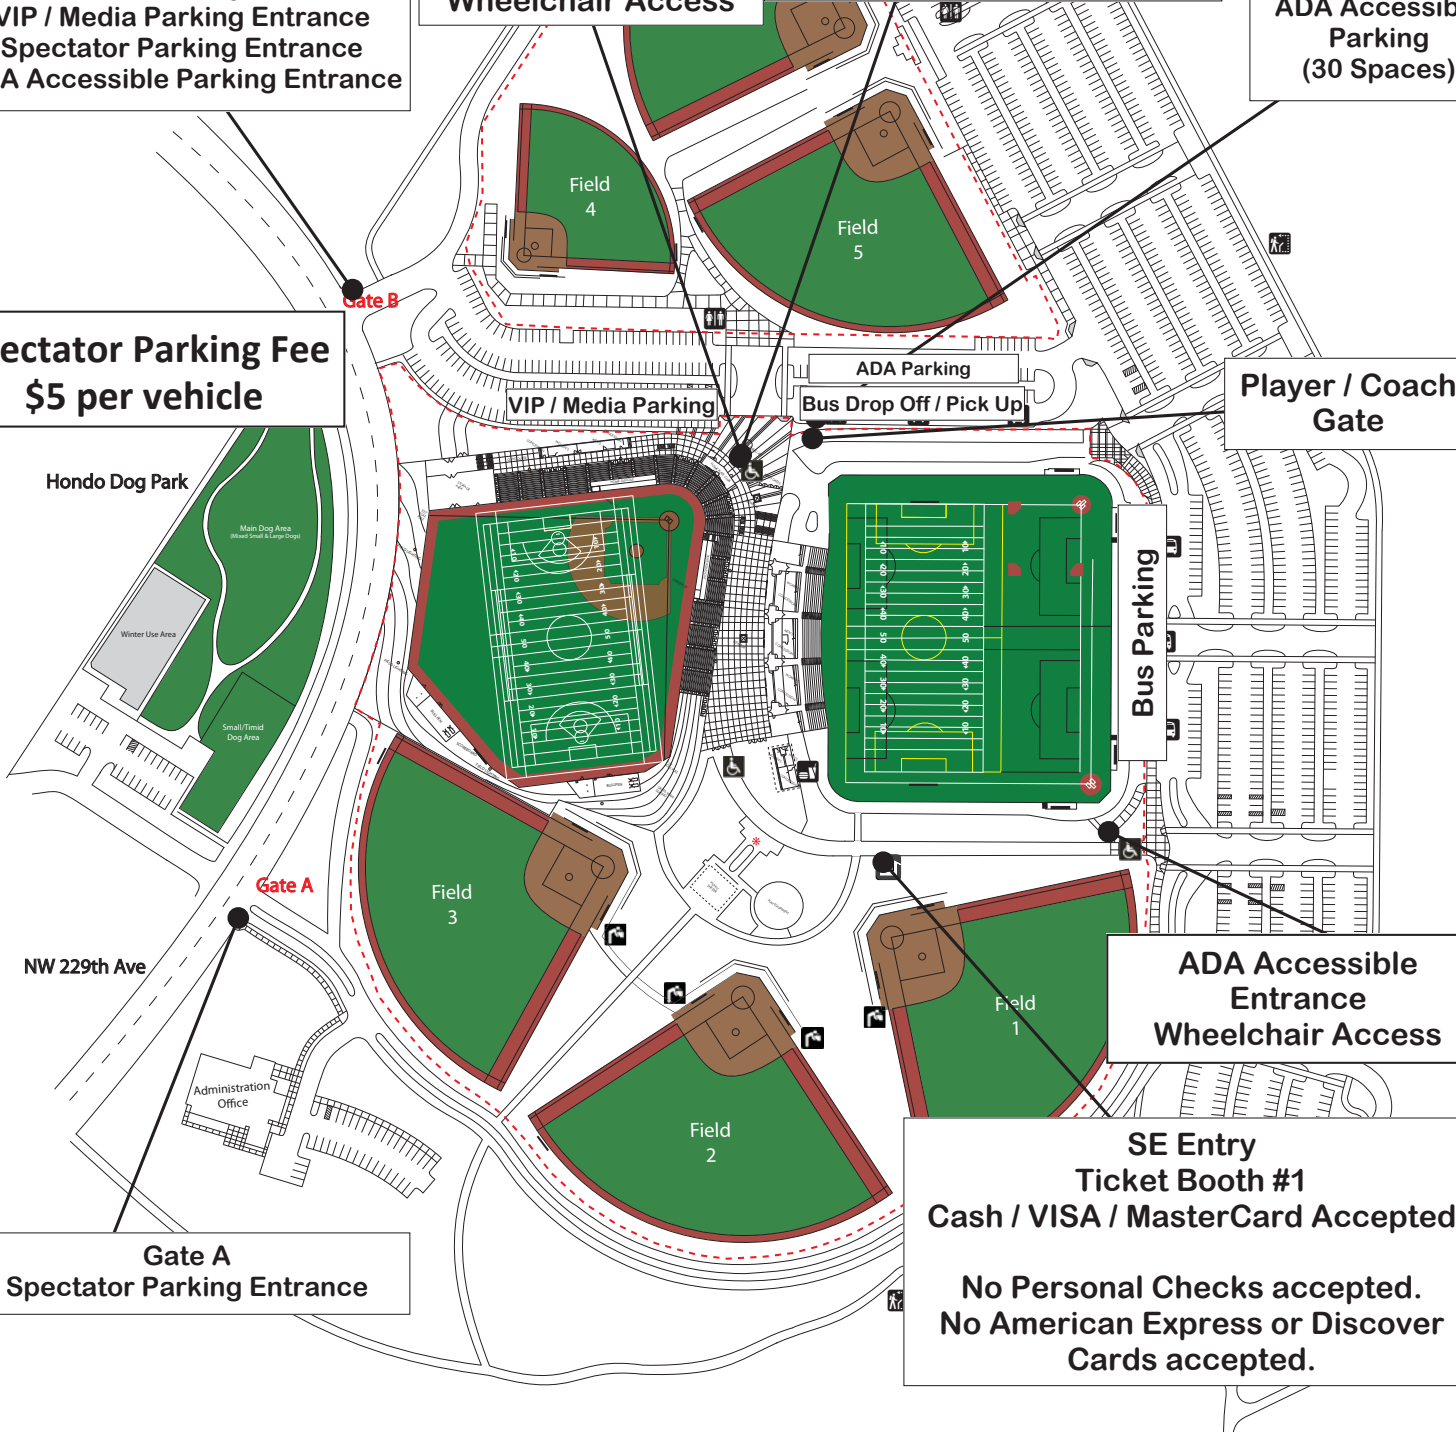 VIP / Media Parking Entrance
Spectator Parking Entrance
A Accessible Parking Entrance
Wheelchair Access
Parking
(30 Spaces)
Field
4
Field
5
Gate B
Parking Fee
$5 per vehicle
ADA Parking
VIP / Media Parking
Bus Drop Off / Pick Up
Player / Coach
Gate
Hondo Dog Park
Main Dog Area
(Mixed Small & Large Dogs)
Winter Use Area
Small/Timid
Dog Area
Bus Parking
Field
3
Gate A
NW 229th Ave
ADA Accessible
Entrance
Wheelchair Access
Field
1
Administration
Office
Field
2
SE Entry
Ticket Booth #1
Cash / VISA / MasterCard Accepted
No Personal Checks accepted.
No American Express or Discover
Cards accepted.
Gate A
Spectator Parking Entrance